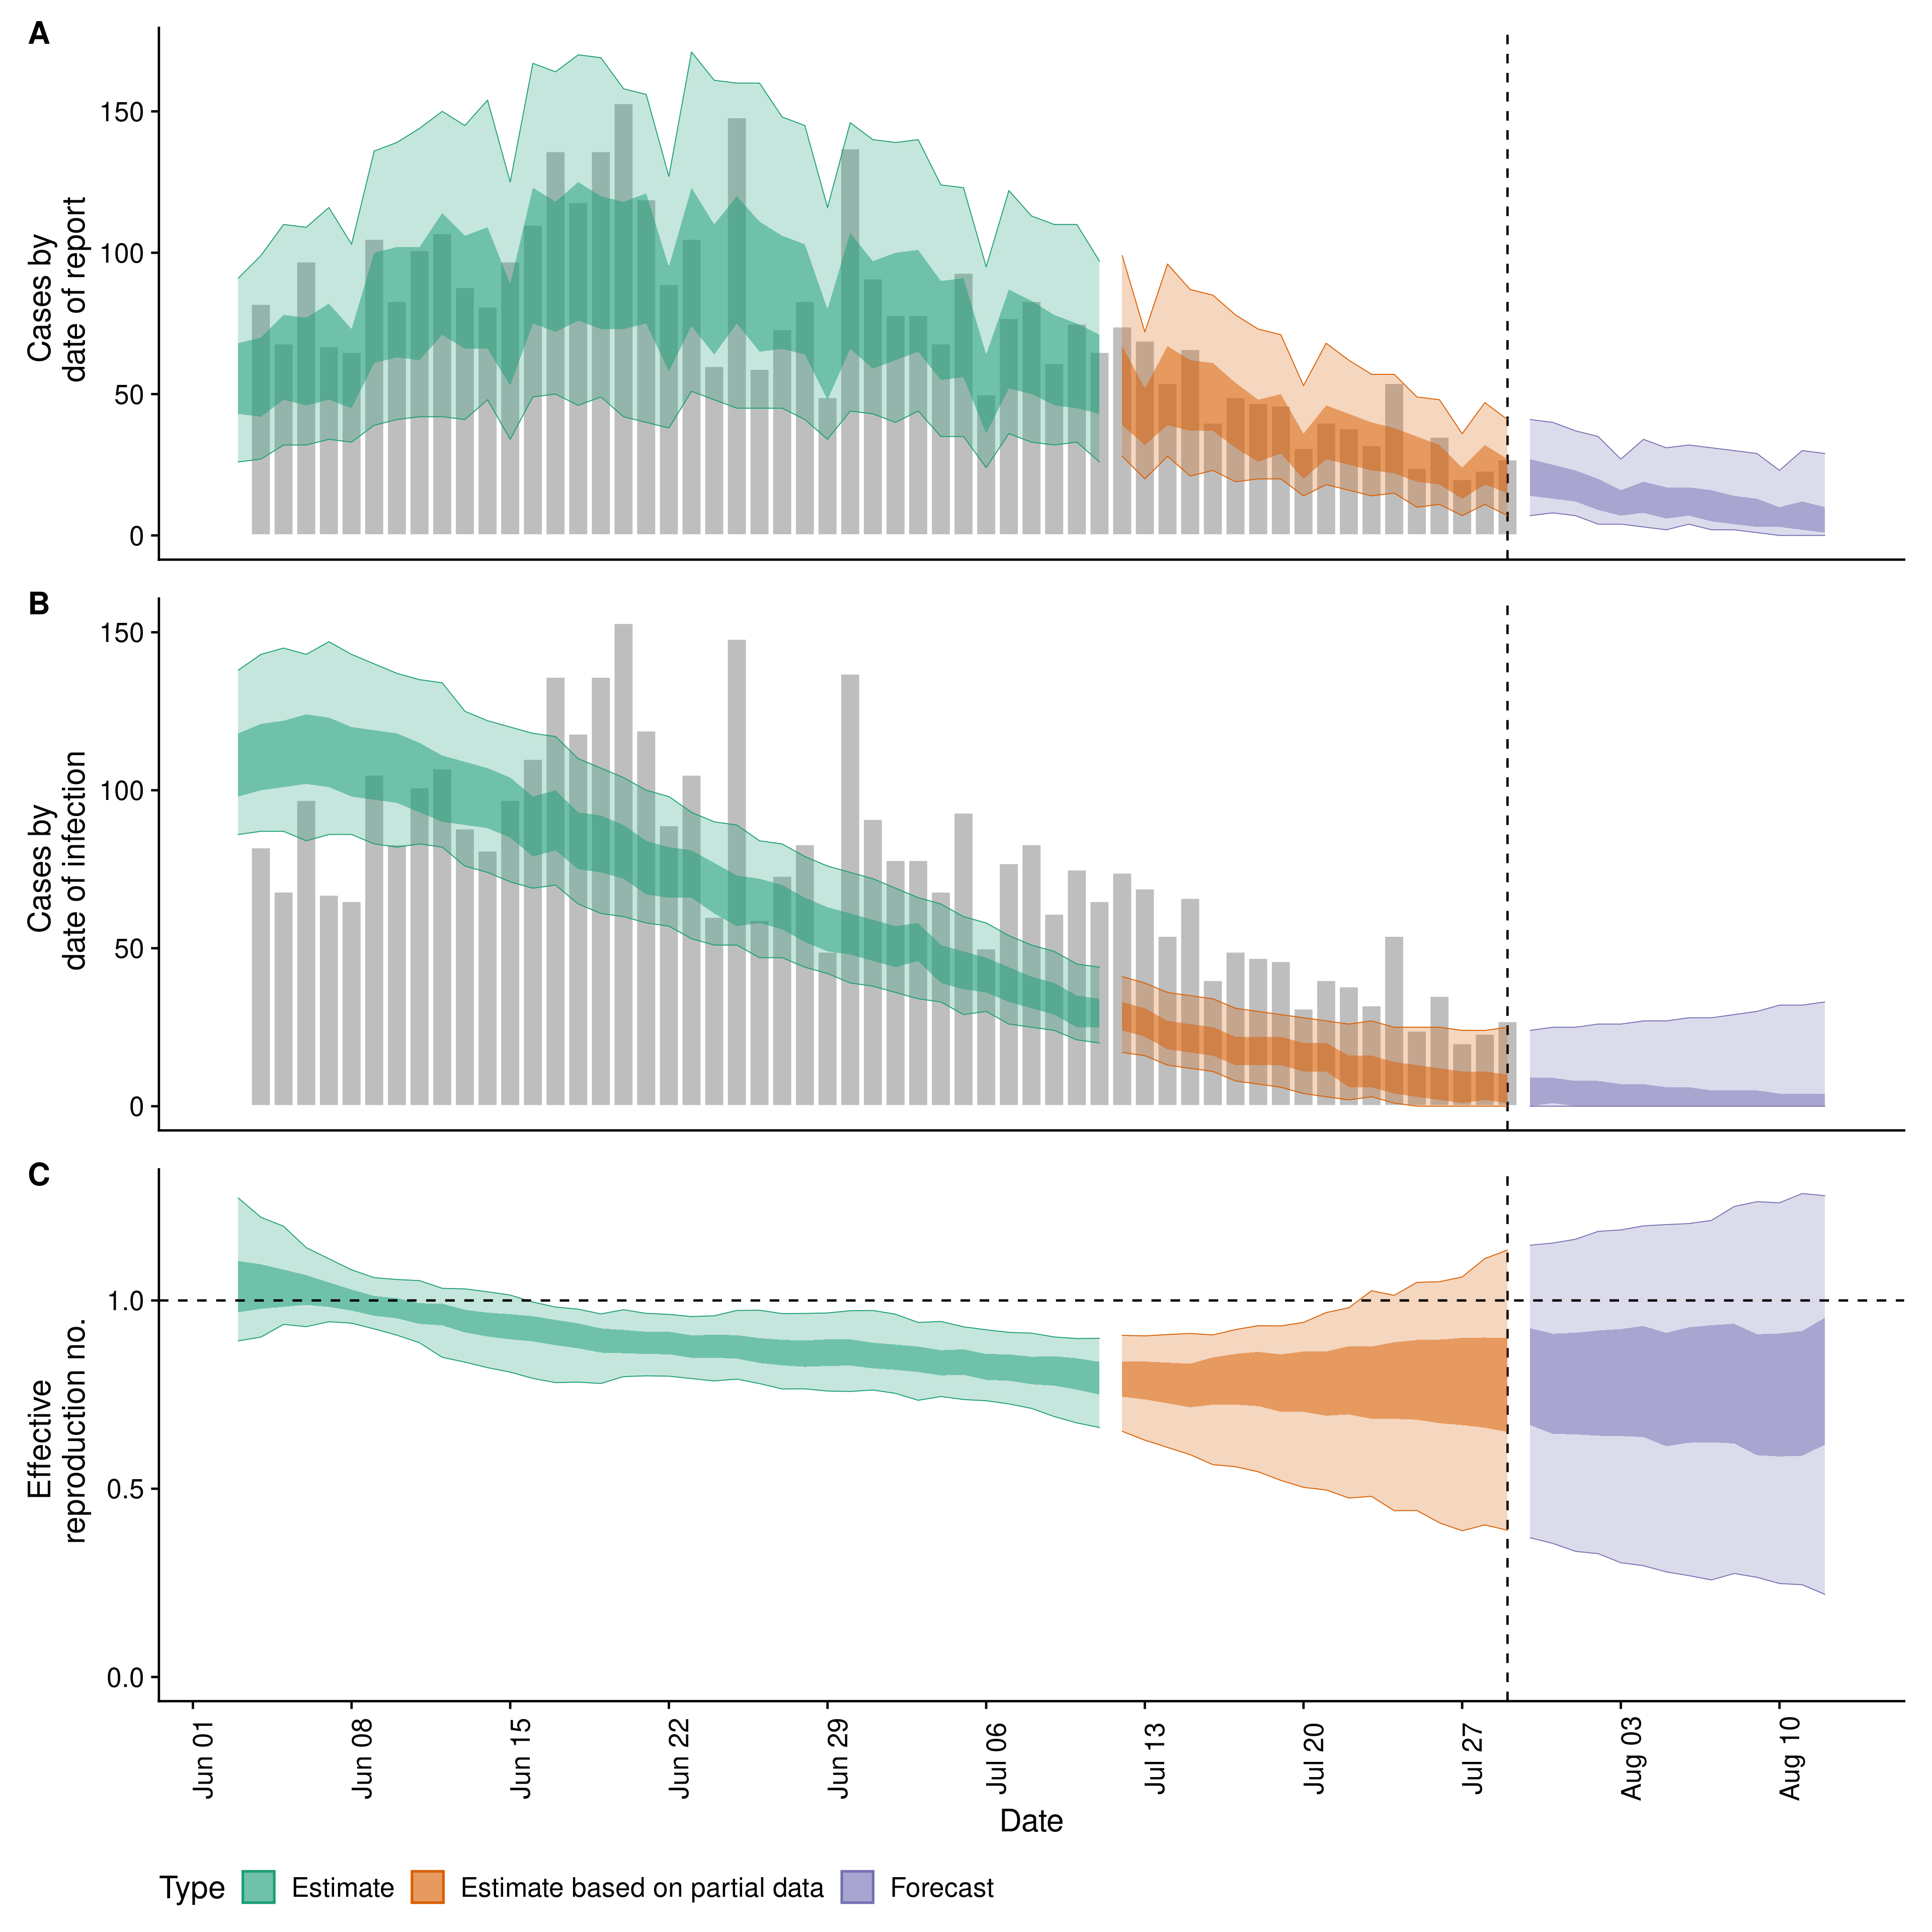 A
150
100
50
0
Cases by
date of report
B
150
100
50
0
Cases by
date of infection
C
1.0
0.5
0.0
Effective
reproduction no.
Jun 01
Jun 08
Jun 15
Jun 22
Jun 29
Jul 06
Jul 13
Jul 20
Jul 27
Aug 03
Aug 10
Date
Type Estimate Estimate based on partial data Forecast